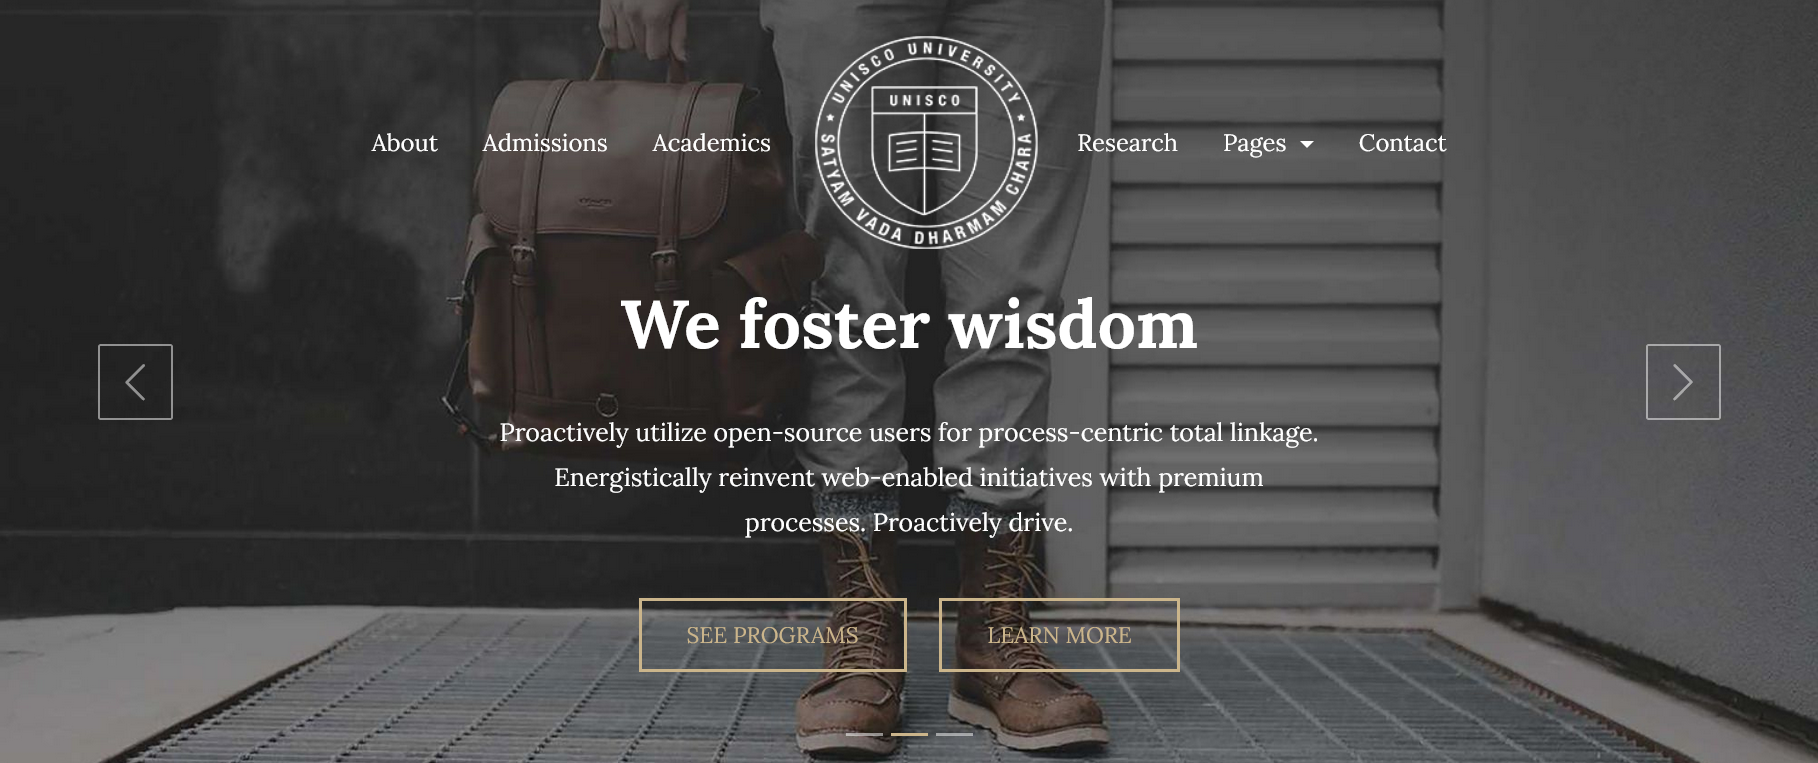 About
Admissions
Academics
UNISCO UNIVERSITY
UNISCO
SATYAM VADA DHARMAM CHARA
Research
Pages
Contact
We foster wisdom
Proactively utilize open-source users for process-centric total linkage.
Energistically reinvent web-enabled initiatives with premium
processes. Proactively drive.
SEE PROGRAMS
LEARN MORE